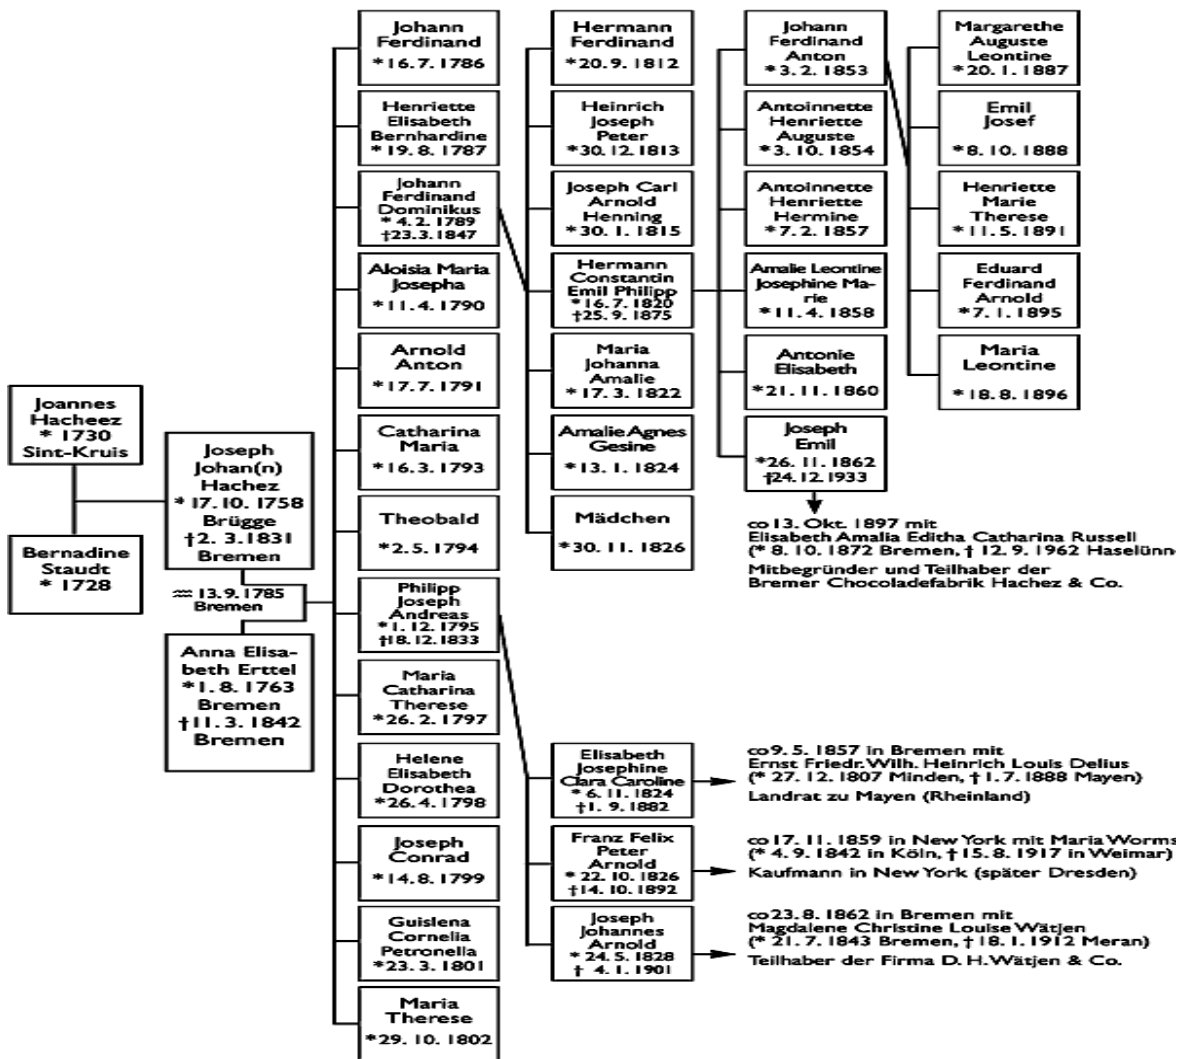 Joannes
Hacheez
* 1730
Sint-Kruis
Bernadine
Staudt
* 1728
Joseph
Johan(n)
Hachez
* 17. 10. 1758
Brügge
†2. 3. 1831
Bremen
⚮ 13. 9. 1785
Bremen
Anna Elisa-
beth Erttel
*1. 8. 1763
Bremen
†11. 3. 1842
Bremen
Johann
Ferdinand
*16. 7. 1786
Henriette
Elisabeth
Bernhardine
*19. 8. 1787
Johann
Ferdinand
Dominikus
* 4. 2. 1789
†23. 3. 1847
Aloisia Maria
Josepha
*11. 4. 1790
Arnold
Anton
*17. 7. 1791
Catharina
Maria
*16. 3. 1793
Theobald
*2. 5. 1794
Philipp
Joseph
Andreas
*1. 12. 1795
†18. 12. 1833
Maria
Catharina
Therese
*26. 2. 1797
Helene
Elisabeth
Dorothea
*26. 4. 1798
Joseph
Conrad
*14. 8. 1799
Guislena
Cornelia
Petronella
*23. 3. 1801
Maria
Therese
*29. 10. 1802
Hermann
Ferdinand
*20. 9. 1812
Heinrich
Joseph
Peter
*30. 12. 1813
Joseph Carl
Arnold
Henning
*30. 1. 1815
Hermann
Constantin
Emil Philipp
*16. 7. 1820
†25. 9. 1875
Maria
Johanna
Amalie
*17. 3. 1822
Amalie Agnes
Gesine
*13. 1. 1824
Mädchen
*30. 11. 1826
Elisabeth
Josephine
Clara Caroline
* 6. 11. 1824
†1. 9. 1882
Franz Felix
Peter
Arnold
* 22. 10. 1826
†14. 10. 1892
Joseph
Johannes
Arnold
* 24. 5. 1828
† 4. 1. 1901
Johann
Ferdinand
Anton
*3. 2. 1853
Antoinnette
Henriette
Auguste
*3. 10. 1854
Antoinnette
Henriette
Hermine
*7. 2. 1857
Amalie Leontine
Josephine Ma-
rie
*11. 4. 1858
Antonie
Elisabeth
*21. 11. 1860
Joseph
Emil
*26. 11. 1862
†24. 12. 1933
Margarethe
Auguste
Leontine
*20. 1. 1887
Emil
Josef
*8. 10. 1888
Henriette
Marie
Therese
*11. 5. 1891
Eduard
Ferdinand
Arnold
*7. 1. 1895
Maria
Leontine
*18. 8. 1896
co 13. Okt. 1897 mit
Elisabeth Amalia Editha Catharina Russell
(* 8. 10. 1872 Bremen, † 12. 9. 1962 Haselünn
Mitbegründer und Teilhaber der
Bremer Chocoladefabrik Hachez & Co.
co 9. 5. 1857 in Bremen mit
Ernst Friedr. Wilh. Heinrich Louis Delius
(* 27. 12. 1807 Minden, † 1. 7. 1888 Mayen)
Landrat zu Mayen (Rheinland)
co 17. 11. 1859 in New York mit Maria Worms
(* 4. 9. 1842 in Köln, † 15. 8. 1917 in Weimar)
Kaufmann in New York (später Dresden)
co 23. 8. 1862 in Bremen mit
Magdalene Christine Louise Wätjen
(* 21. 7. 1843 Bremen, † 18. 1. 1912 Meran)
Teilhaber der Firma D. H. Wätjen & Co.